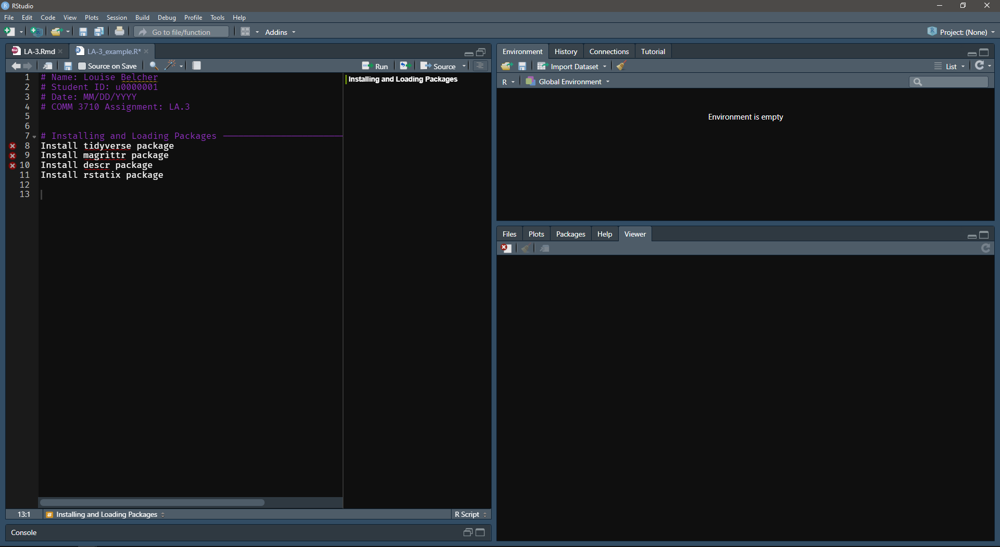 RStudio
File Edit Code View Plots Session Build Debug Profile Tools Help
Go to file/function Addins Project: (None)
LA-3.Rmd LA-3_example.R*
Source on Save Run Source
1 # Name: Louise Belcher
2 # Student ID: u0000001
3 # Date: MM/DD/YYYY
4 # COMM 3710 Assignment: LA.3
5
6
7 # Installing and Loading Packages
8 Install tidyverse package
9 Install magrittr package
10 Install descr package
11 Install rstatix package
12
13
Installing and Loading Packages
13:1 # Installing and Loading Packages R Script
Console
Environment History Connections Tutorial
Import Dataset List
R Global Environment
Environment is empty
Files Plots Packages Help Viewer